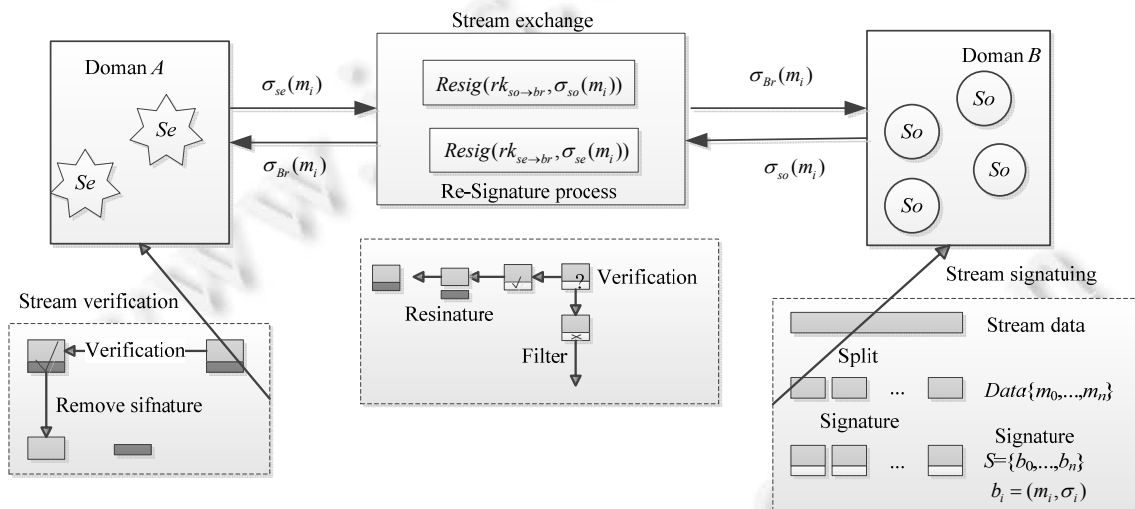 Stream exchange
Doman A
Se
Se
σse(mi)
σBr(mi)
Resig(rkso→br,σso(mi))
Resig(rkse→br,σse(mi))
Re-Signature process
σBr(mi)
σso(mi)
Doman B
So
So
So
So
Stream verification
Verification
Remove sifnature
Verification
?
√
Resinature
×
Filter
Stream signatuing
Stream data
Split
... Data{m0,...,mn}
Signature
Signature
... S={b0,...,bn}
bi = (mi,σi)